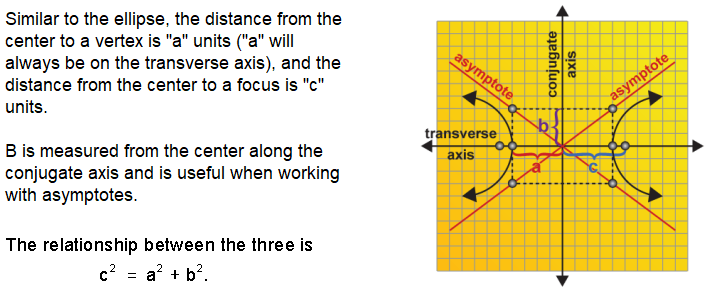 Similar to the ellipse, the distance from the
center to a vertex is "a" units ("a" will
always be on the transverse axis), and the
distance from the center to a focus is "c"
units.
B is measured from the center along the
conjugate axis and is useful when working
with asymptotes.
The relationship between the three is
c² = a² + b².
conjugate
axis
asymptote
asymptote
b
transverse
axis
a
c